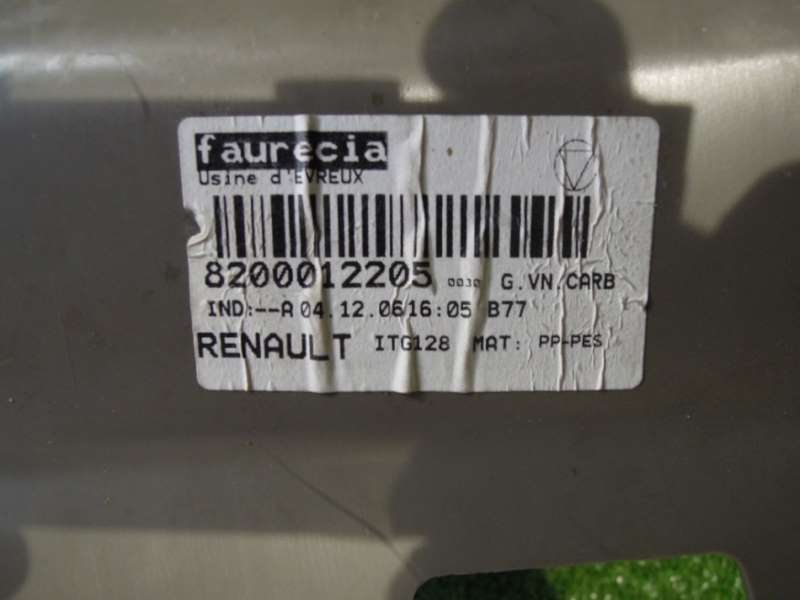 faurecia
Usine d'EVREUX
8200012205 0030 G.VN.CARB
IND:--A 04.12.06 16:05 B77
RENAULT ITG128 MAT: PP-PES